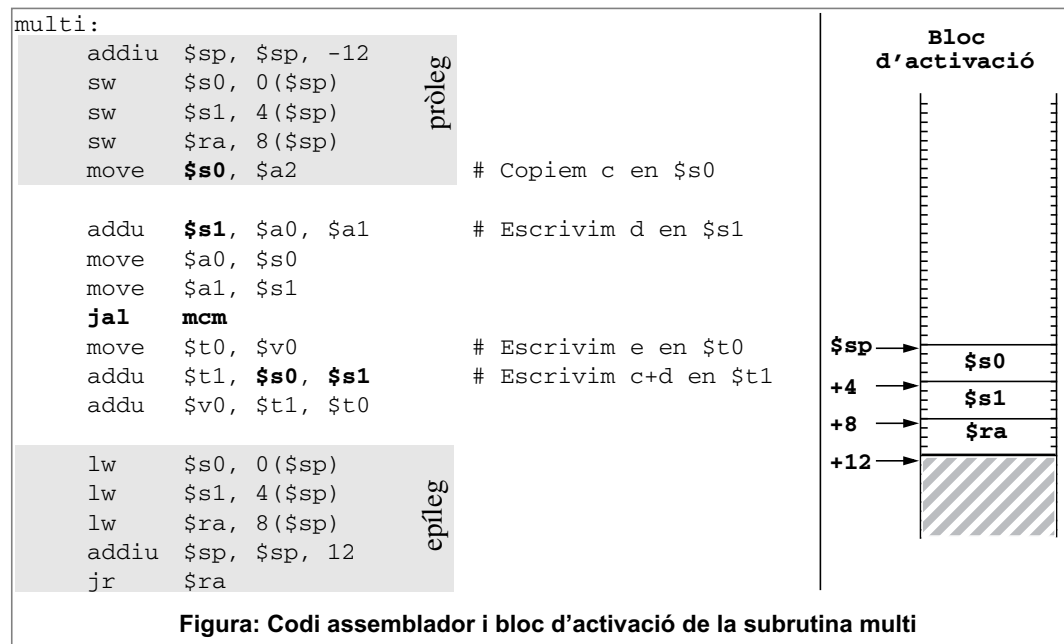 multi:
addiu $sp, $sp, -12
sw $s0, 0($sp)
sw $s1, 4($sp)
sw $ra, 8($sp)
move $s0, $a2 # Copiem c en $s0
pròleg
addu $s1, $a0, $a1 # Escrivim d en $s1
move $a0, $s0
move $a1, $s1
jal mcm
move $t0, $v0 # Escrivim e en $t0
addu $t1, $s0, $s1 # Escrivim c+d en $t1
addu $v0, $t1, $t0
lw $s0, 0($sp)
lw $s1, 4($sp)
lw $ra, 8($sp)
addiu $sp, $sp, 12
jr $ra
epíleg
Bloc
d'activació
$sp
$s0
+4
$s1
+8
$ra
+12
Figura: Codi assemblador i bloc d'activació de la subrutina multi